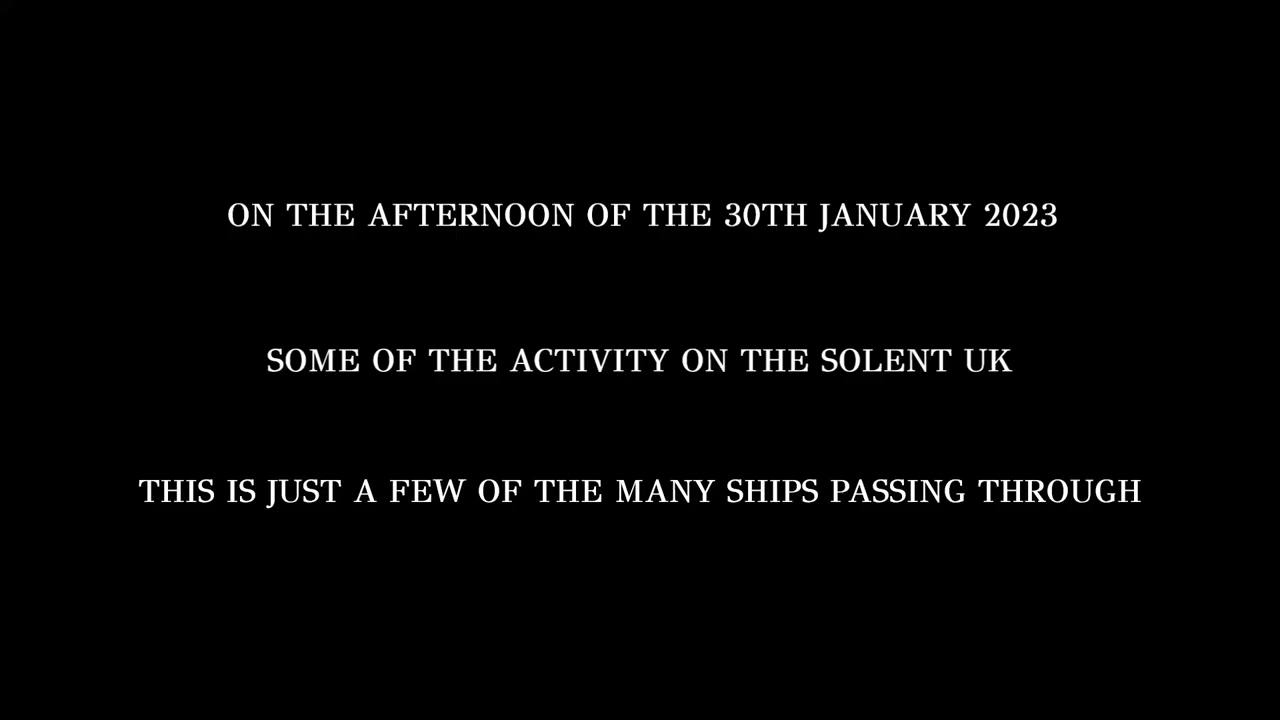 ON THE AFTERNOON OF THE 30TH JANUARY 2023
SOME OF THE ACTIVITY ON THE SOLENT UK
THIS IS JUST A FEW OF THE MANY SHIPS PASSING THROUGH